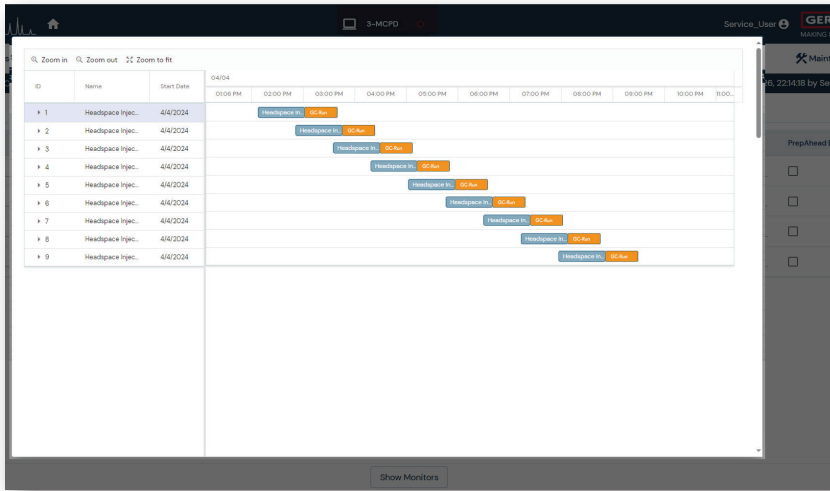 3-MCPD
Service_User
GER
MAKING
Zoom in Zoom out Zoom to fit
Maint
26, 22:14:18 by Se
ID Name Start Date
04/04
01:06 PM 02:00 PM 03:00 PM 04:00 PM 05:00 PM 06:00 PM 07:00 PM 08:00 PM 09:00 PM 10:00 PM 11:00...
PrepAhead
1 Headspace Injec... 4/4/2024 Headspace In... GC-Run
2 Headspace Injec... 4/4/2024 Headspace In... GC-Run
3 Headspace Injec... 4/4/2024 Headspace In... GC-Run
4 Headspace Injec... 4/4/2024 Headspace In... GC-Run
5 Headspace Injec... 4/4/2024 Headspace In... GC-Run
6 Headspace Injec... 4/4/2024 Headspace In... GC-Run
7 Headspace Injec... 4/4/2024 Headspace In... GC-Run
8 Headspace Injec... 4/4/2024 Headspace In... GC-Run
9 Headspace Injec... 4/4/2024 Headspace In... GC-Run
Show Monitors